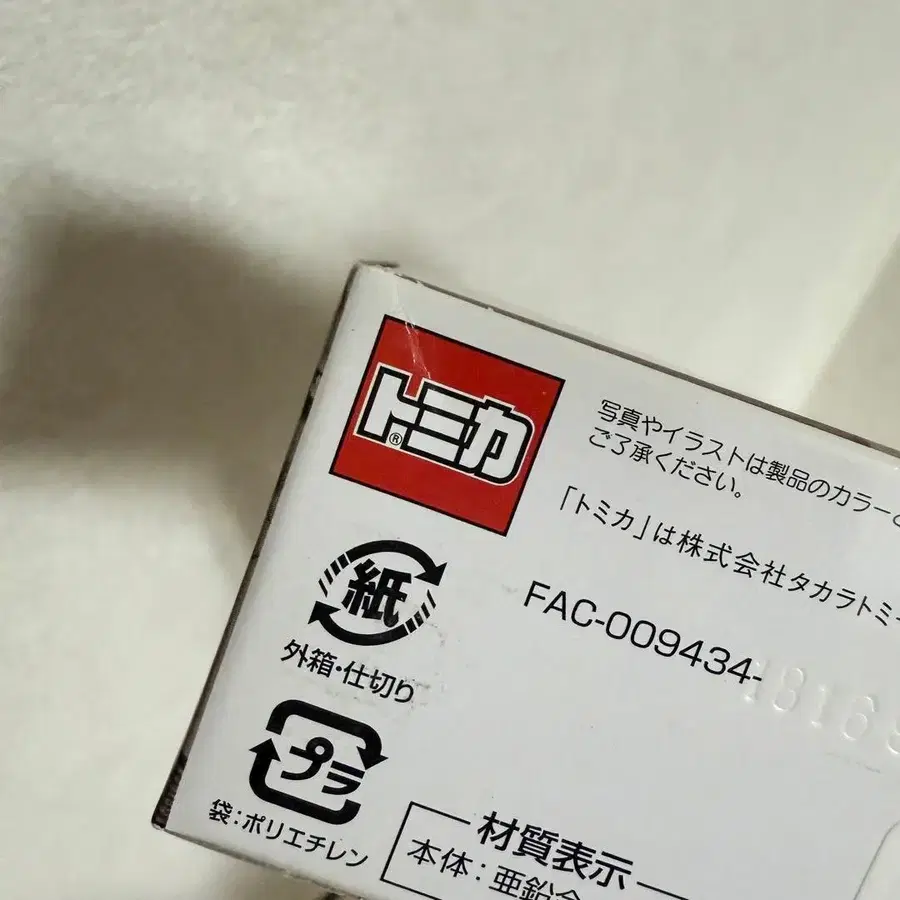 トミカ®
写真やイラストは製品のカラーと
ご了承ください。
「トミカ」は株式会社タカラトミー
FAC-009434-
紙
外箱・仕切り
プラ
袋：ポリエチレン
材質表示
本体：亜鉛合